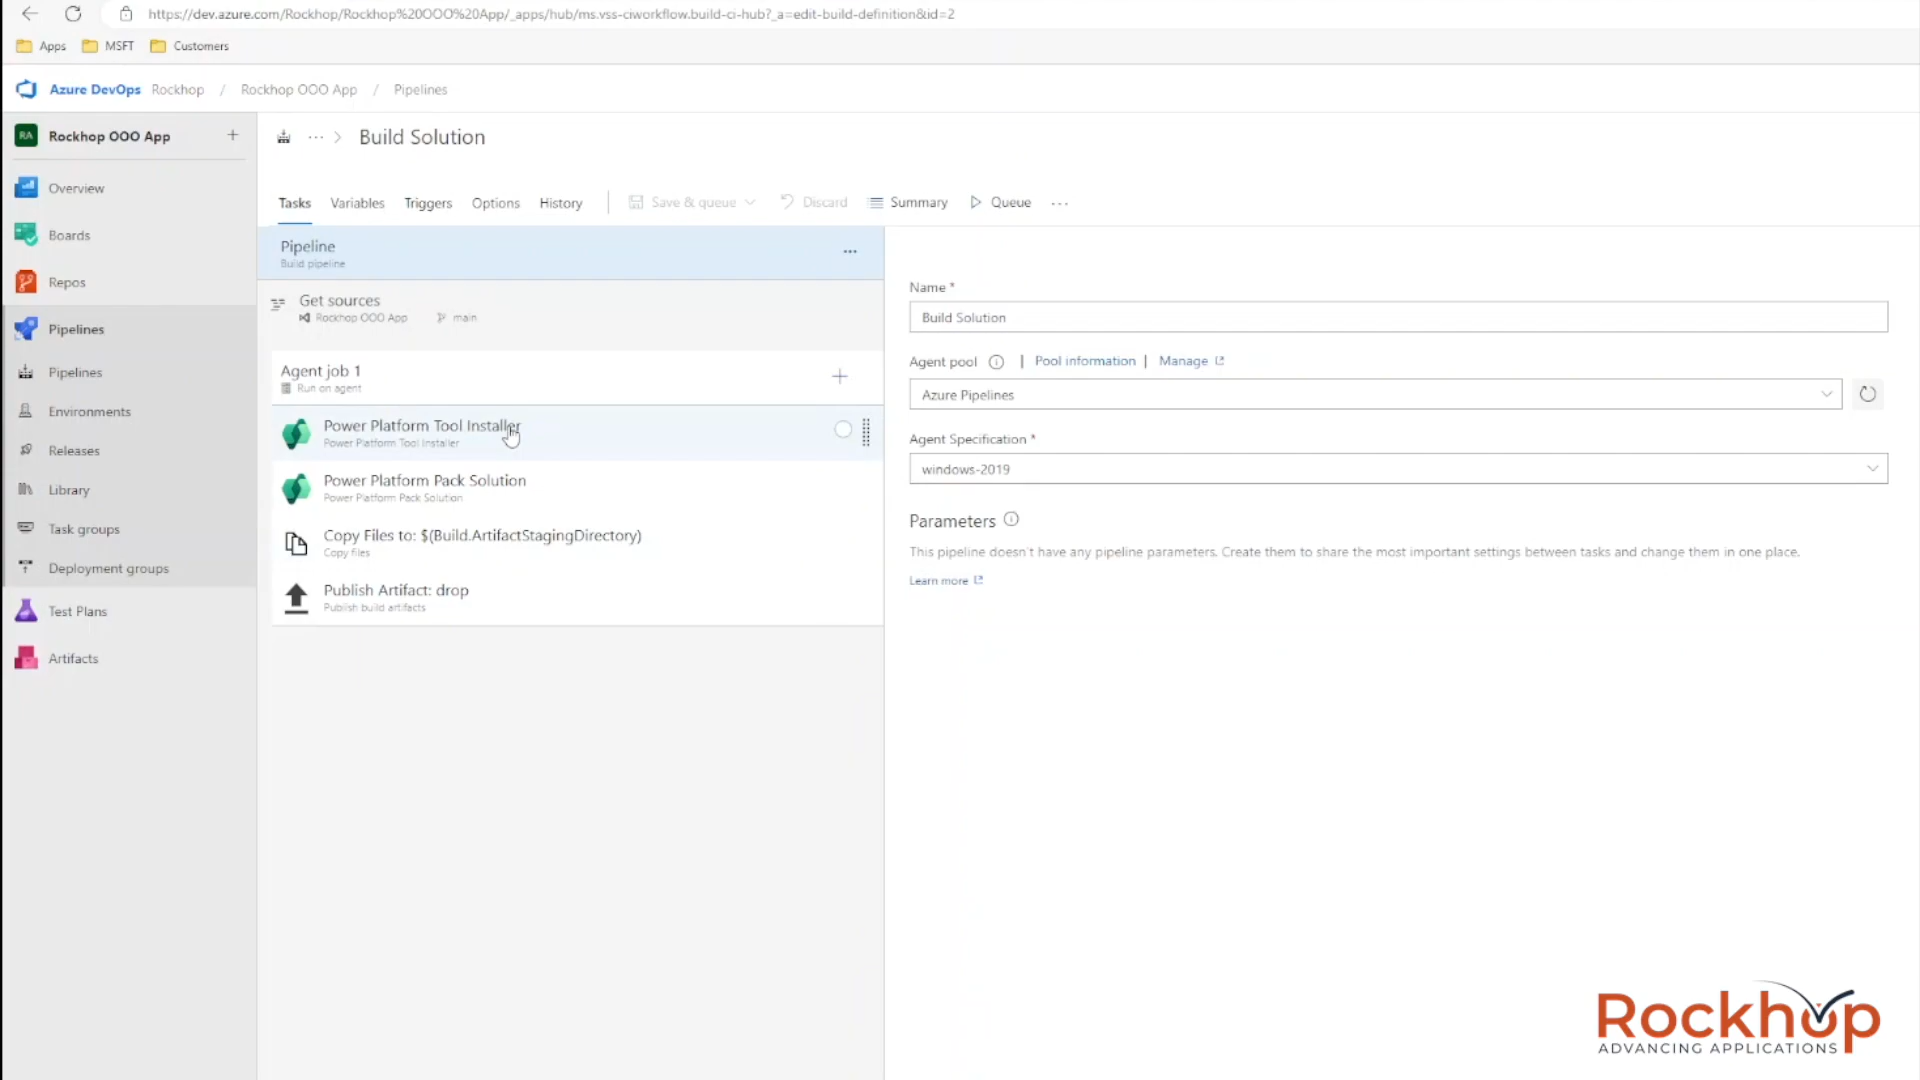 https://dev.azure.com/Rockhop/Rockhop%20OOO%20App/_apps/hub/ms.vss-ciworkflow.build-ci-hub?_a=edit-build-definition&id=2
Apps MSFT Customers
Azure DevOps Rockhop / Rockhop OOO App / Pipelines
RA Rockhop OOO App +
... > Build Solution
Overview
Boards
Repos
Pipelines
Pipelines
Environments
Releases
Library
Task groups
Deployment groups
Test Plans
Artifacts
Tasks Variables Triggers Options History Save & queue Discard Summary Queue ...
Pipeline ...
Build pipeline
Get sources
Rockhop OOO App main
Agent job 1 +
Run on agent
Power Platform Tool Installer
Power Platform Tool Installer
Power Platform Pack Solution
Power Platform Pack Solution
Copy Files to: $(Build.ArtifactStagingDirectory)
Copy files
Publish Artifact: drop
Publish build artifacts
Name *
Build Solution
Agent pool | Pool information | Manage
Azure Pipelines
Agent Specification *
windows-2019
Parameters
This pipeline doesn't have any pipeline parameters. Create them to share the most important settings between tasks and change them in one place.
Learn more
Rockhop
ADVANCING APPLICATIONS